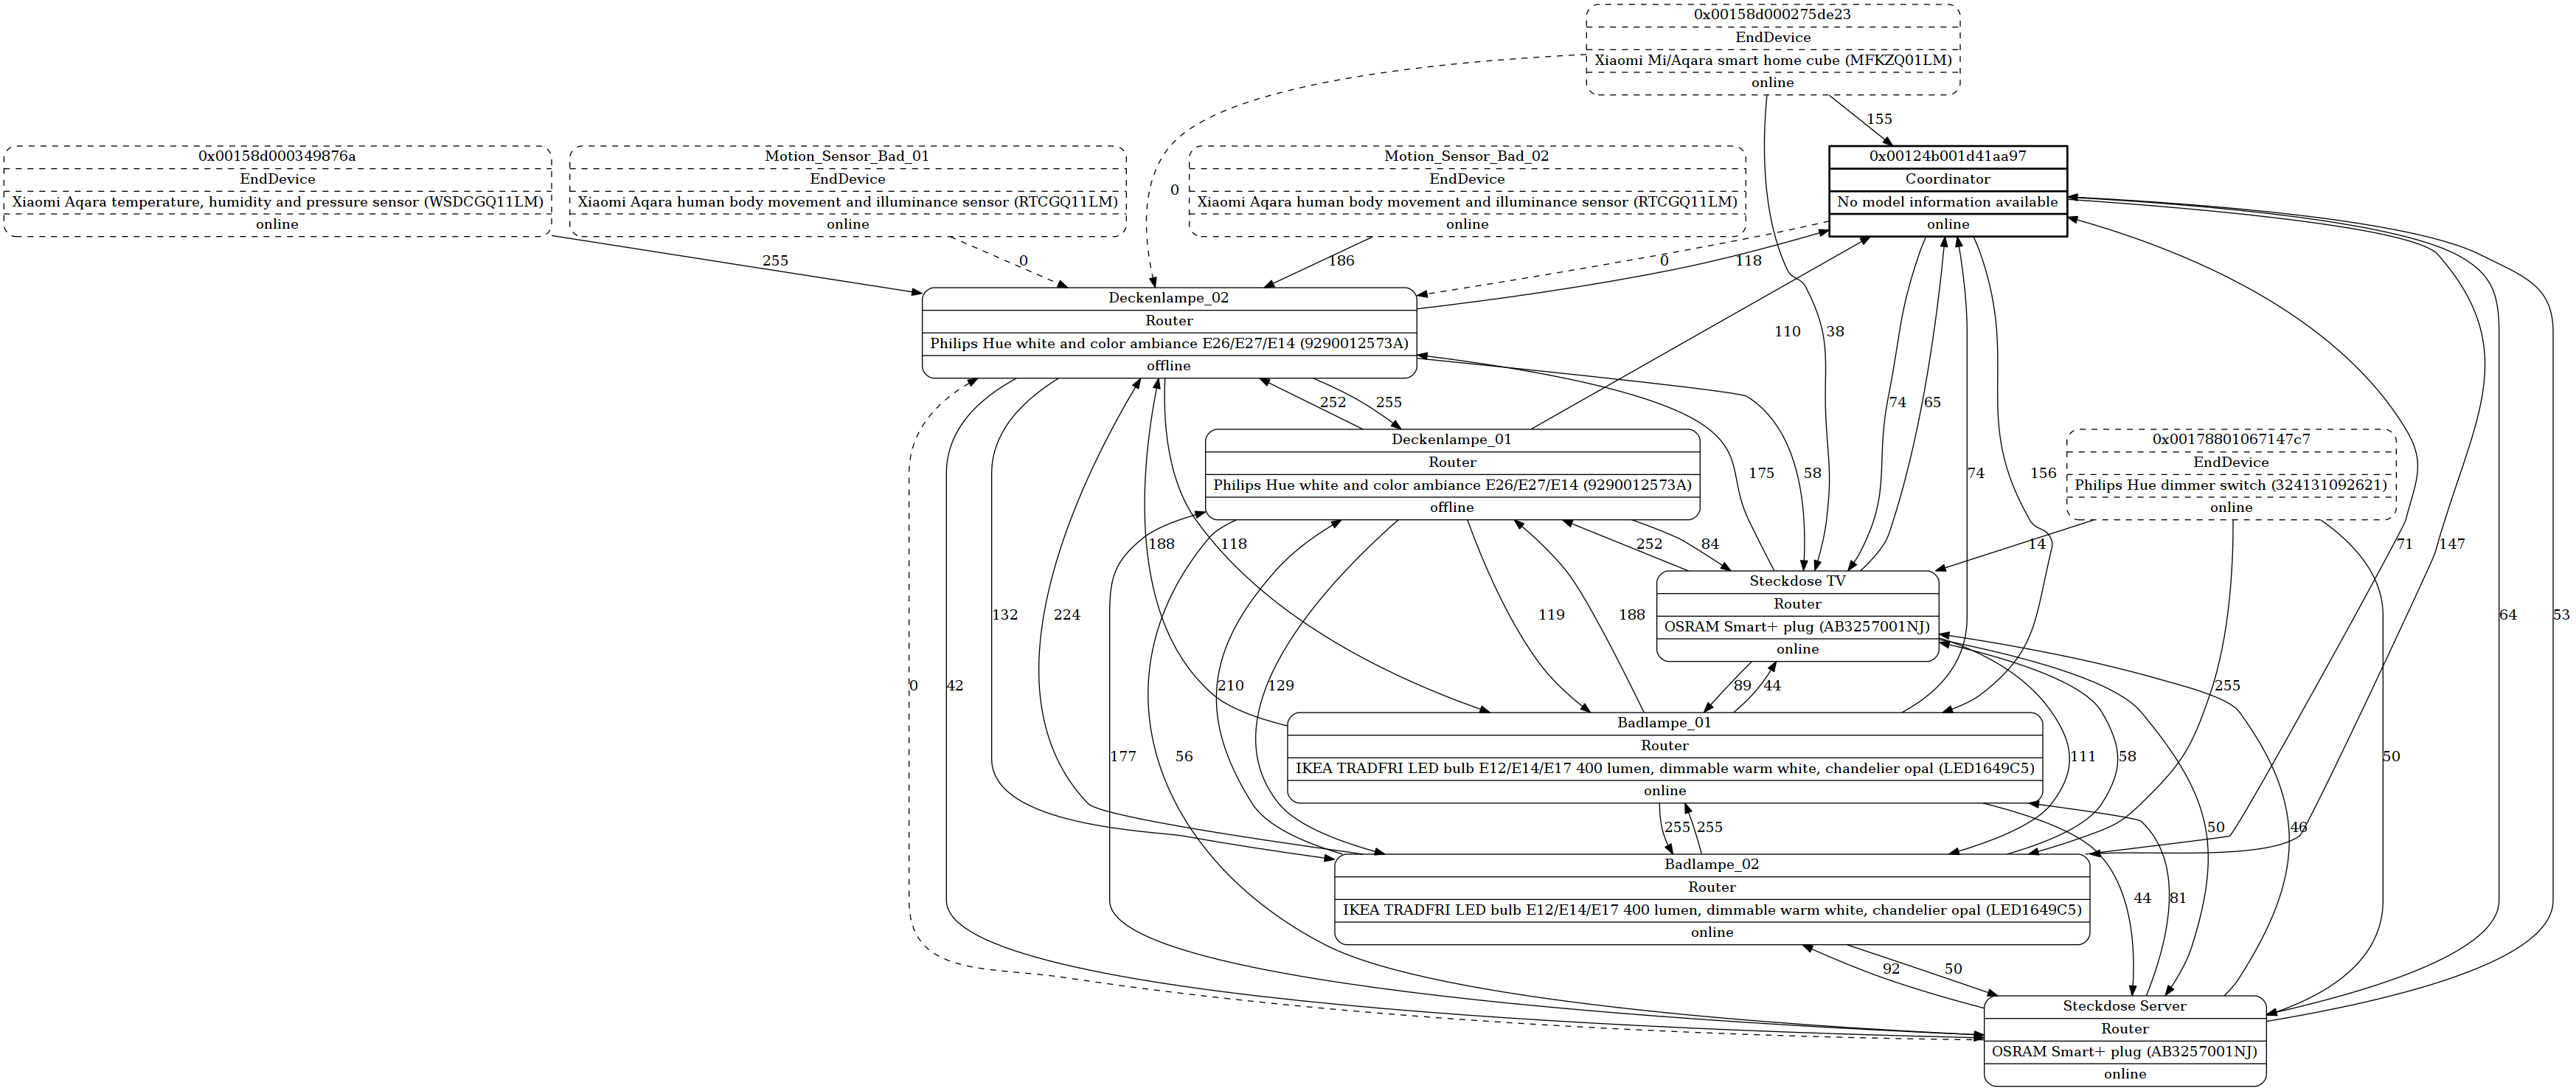 0x00158d000275de23
EndDevice
Xiaomi Mi/Aqara smart home cube (MFKZQ01LM)
online
155
0x00158d000349876a
EndDevice
Xiaomi Aqara temperature, humidity and pressure sensor (WSDCGQ11LM)
online
Motion_Sensor_Bad_01
EndDevice
Xiaomi Aqara human body movement and illuminance sensor (RTCGQ11LM)
online
0
Motion_Sensor_Bad_02
EndDevice
Xiaomi Aqara human body movement and illuminance sensor (RTCGQ11LM)
online
0x00124b001d41aa97
Coordinator
No model information available
online
255
0
186
0
118
Deckenlampe_02
Router
Philips Hue white and color ambiance E26/E27/E14 (9290012573A)
offline
110
38
252
255
74
65
Deckenlampe_01
Router
Philips Hue white and color ambiance E26/E27/E14 (9290012573A)
offline
175
58
74
156
0x00178801067147c7
EndDevice
Philips Hue dimmer switch (324131092621)
online
188
118
252
84
14
71
147
Steckdose TV
Router
OSRAM Smart+ plug (AB3257001NJ)
online
132
224
119
188
64
53
0
42
210
129
89
44
255
Badlampe_01
Router
IKEA TRADFRI LED bulb E12/E14/E17 400 lumen, dimmable warm white, chandelier opal (LED1649C5)
online
177
56
111
58
50
255
255
50
46
Badlampe_02
Router
IKEA TRADFRI LED bulb E12/E14/E17 400 lumen, dimmable warm white, chandelier opal (LED1649C5)
online
44
81
92
50
Steckdose Server
Router
OSRAM Smart+ plug (AB3257001NJ)
online